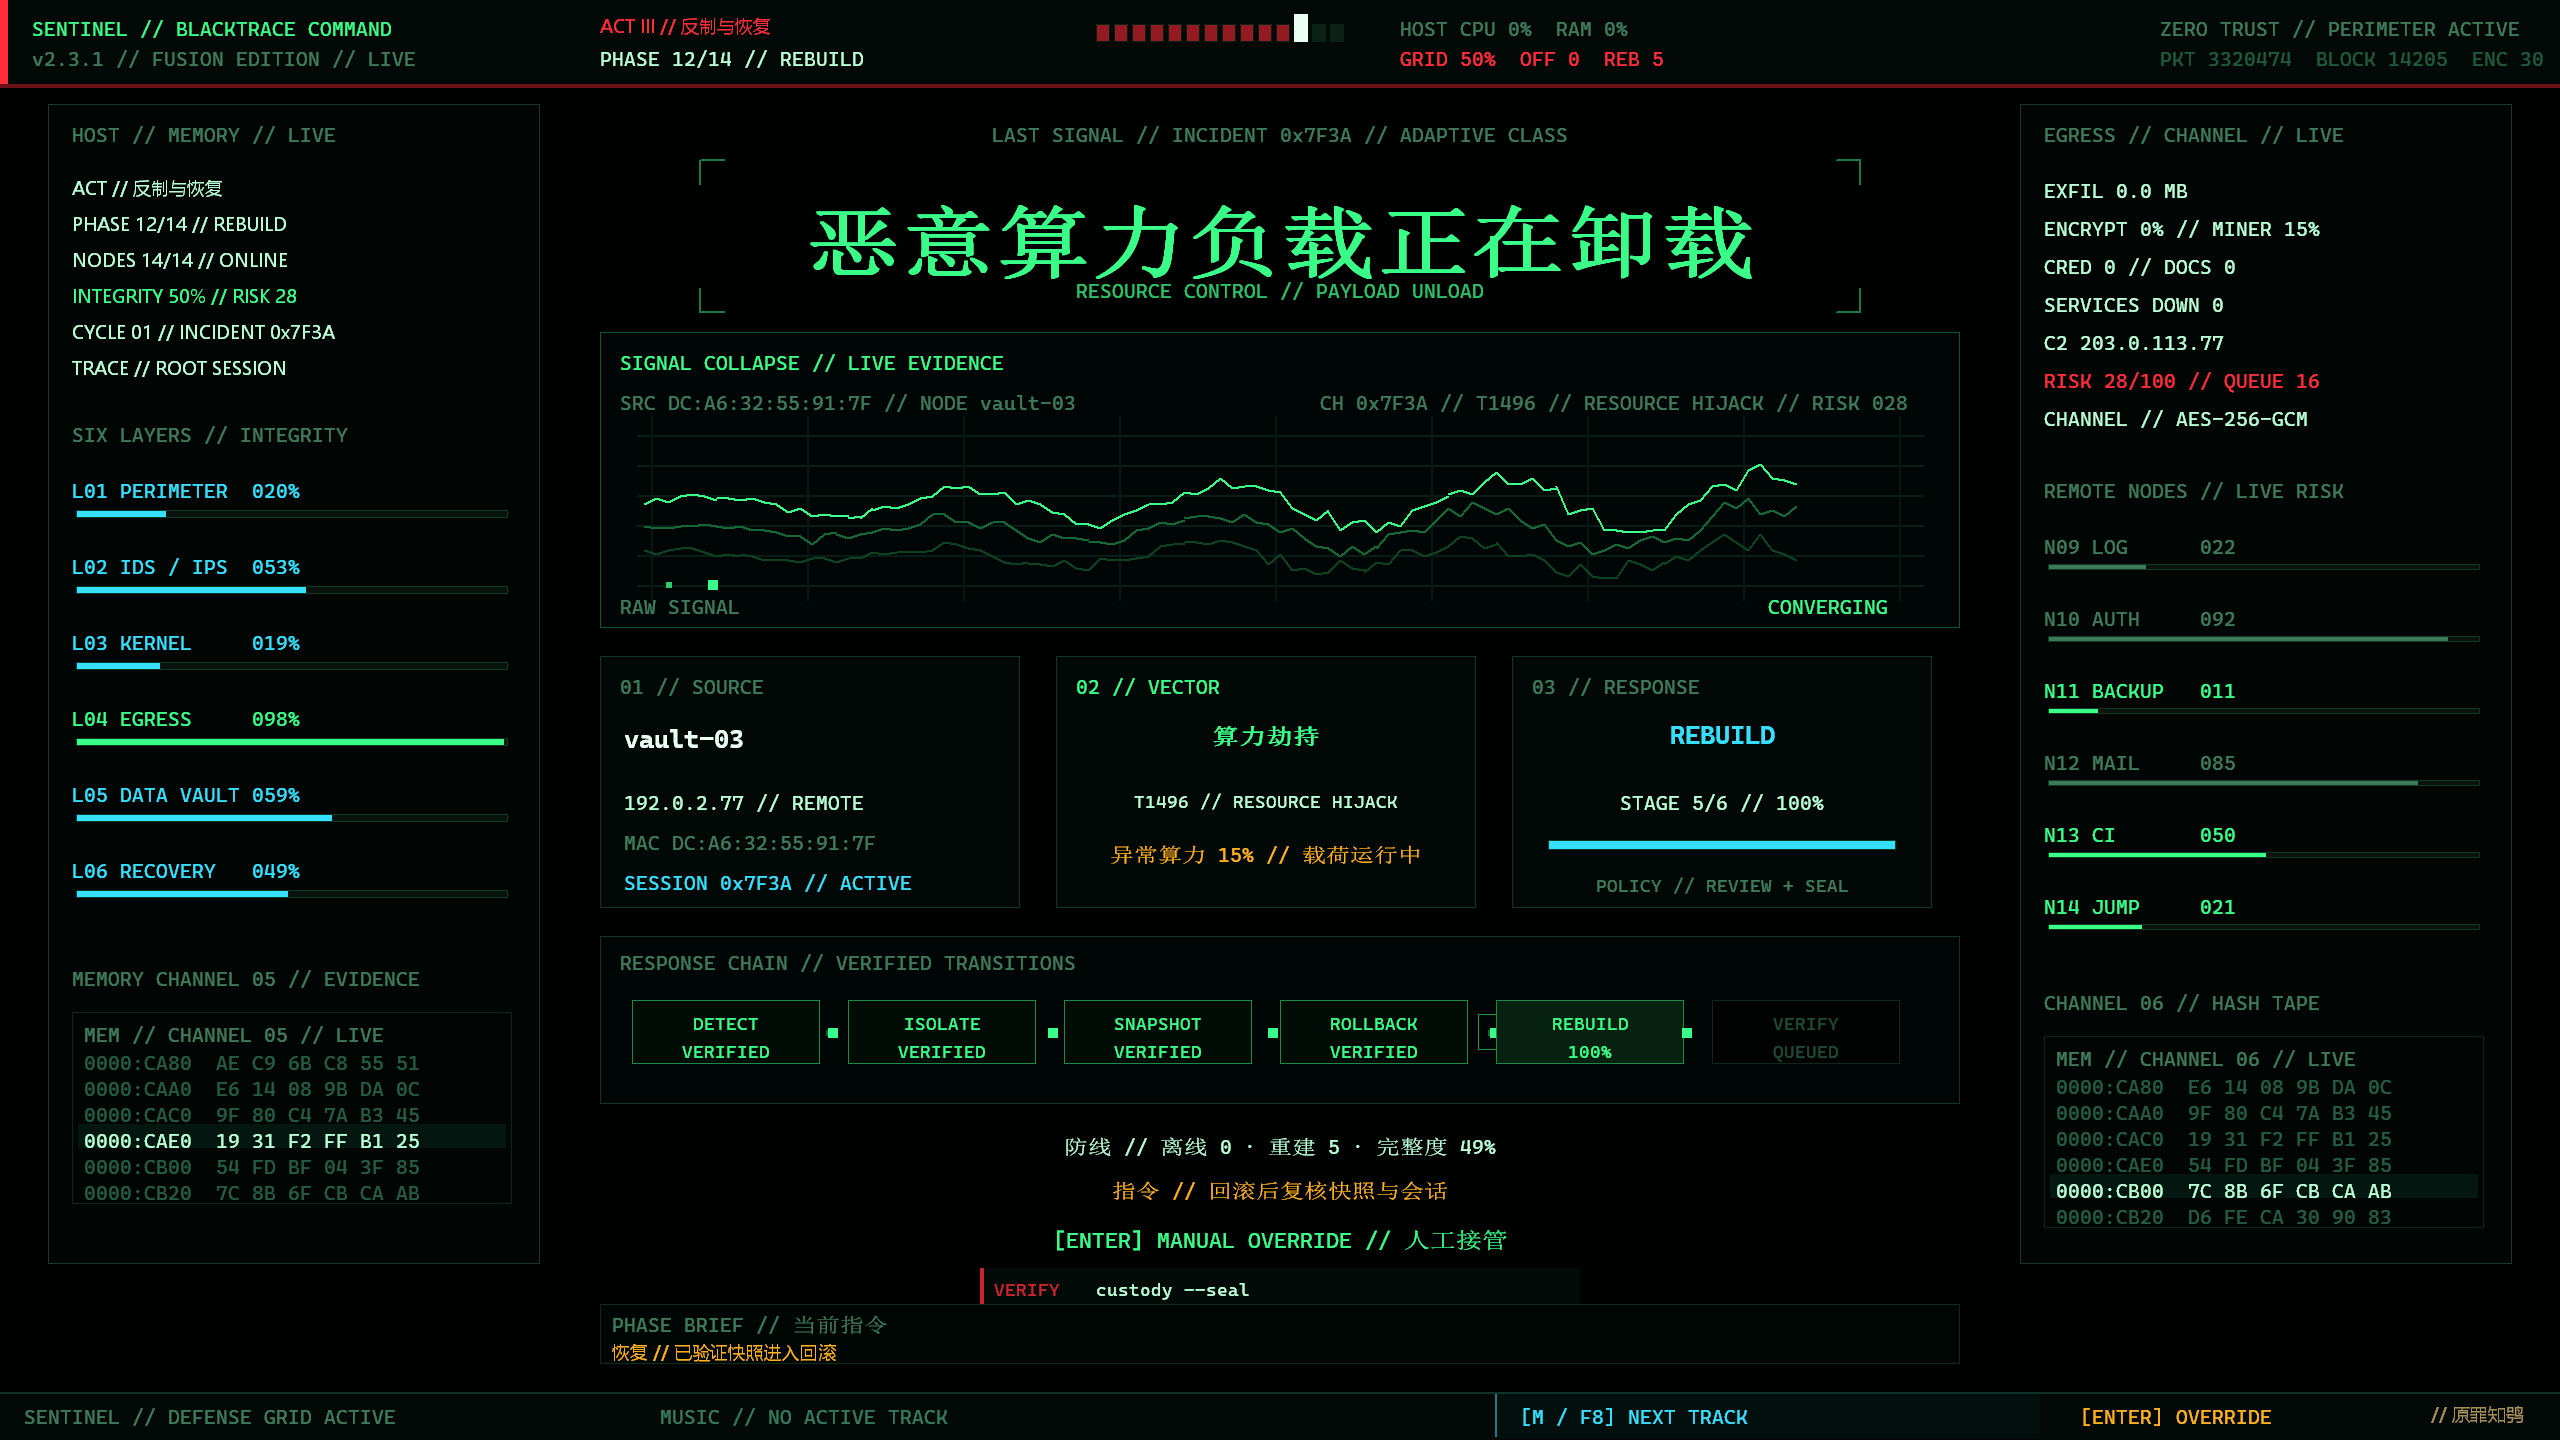 SENTINEL // BLACKTRACE COMMAND
v2.3.1 // FUSION EDITION // LIVE
ACT III // 反制与恢复
PHASE 12/14 // REBUILD
HOST CPU 0%  RAM 0%
GRID 50%  OFF 0  REB 5
ZERO TRUST // PERIMETER ACTIVE
PKT 3320474  BLOCK 14205  ENC 30
HOST // MEMORY // LIVE
ACT // 反制与恢复
PHASE 12/14 // REBUILD
NODES 14/14 // ONLINE
INTEGRITY 50% // RISK 28
CYCLE 01 // INCIDENT 0x7F3A
TRACE // ROOT SESSION
SIX LAYERS // INTEGRITY
L01 PERIMETER  020%
L02 IDS / IPS  053%
L03 KERNEL  019%
L04 EGRESS  098%
L05 DATA VAULT 059%
L06 RECOVERY  049%
MEMORY CHANNEL 05 // EVIDENCE
MEM // CHANNEL 05 // LIVE
0000:CA80  AE C9 6B C8 55 51
0000:CAA0  E6 14 08 9B DA 0C
0000:CAC0  9F 80 C4 7A B3 45
0000:CAE0  19 31 F2 FF B1 25
0000:CB00  54 FD BF 04 3F 85
0000:CB20  7C 8B 6F CB CA AB
LAST SIGNAL // INCIDENT 0x7F3A // ADAPTIVE CLASS
恶意算力负载正在卸载
RESOURCE CONTROL // PAYLOAD UNLOAD
SIGNAL COLLAPSE // LIVE EVIDENCE
SRC DC:A6:32:55:91:7F // NODE vault-03
CH 0x7F3A // T1496 // RESOURCE HIJACK // RISK 028
RAW SIGNAL
CONVERGING
01 // SOURCE
vault-03
192.0.2.77 // REMOTE
MAC DC:A6:32:55:91:7F
SESSION 0x7F3A // ACTIVE
02 // VECTOR
算力劫持
T1496 // RESOURCE HIJACK
异常算力 15% // 载荷运行中
03 // RESPONSE
REBUILD
STAGE 5/6 // 100%
POLICY // REVIEW + SEAL
RESPONSE CHAIN // VERIFIED TRANSITIONS
DETECT
VERIFIED
ISOLATE
VERIFIED
SNAPSHOT
VERIFIED
ROLLBACK
VERIFIED
REBUILD
100%
VERIFY
QUEUED
防线 // 离线 0 · 重建 5 · 完整度 49%
指令 // 回滚后复核快照与会话
[ENTER] MANUAL OVERRIDE // 人工接管
VERIFY  custody --seal
PHASE BRIEF // 当前指令
恢复 // 已验证快照进入回滚
EGRESS // CHANNEL // LIVE
EXFIL 0.0 MB
ENCRYPT 0% // MINER 15%
CRED 0 // DOCS 0
SERVICES DOWN 0
C2 203.0.113.77
RISK 28/100 // QUEUE 16
CHANNEL // AES-256-GCM
REMOTE NODES // LIVE RISK
N09 LOG  022
N10 AUTH  092
N11 BACKUP  011
N12 MAIL  085
N13 CI  050
N14 JUMP  021
CHANNEL 06 // HASH TAPE
MEM // CHANNEL 06 // LIVE
0000:CA80  E6 14 08 9B DA 0C
0000:CAA0  9F 80 C4 7A B3 45
0000:CAC0  19 31 F2 FF B1 25
0000:CAE0  54 FD BF 04 3F 85
0000:CB00  7C 8B 6F CB CA AB
0000:CB20  D6 FE CA 30 90 83
SENTINEL // DEFENSE GRID ACTIVE
MUSIC // NO ACTIVE TRACK
[M / F8] NEXT TRACK
[ENTER] OVERRIDE
// 原罪知鸮